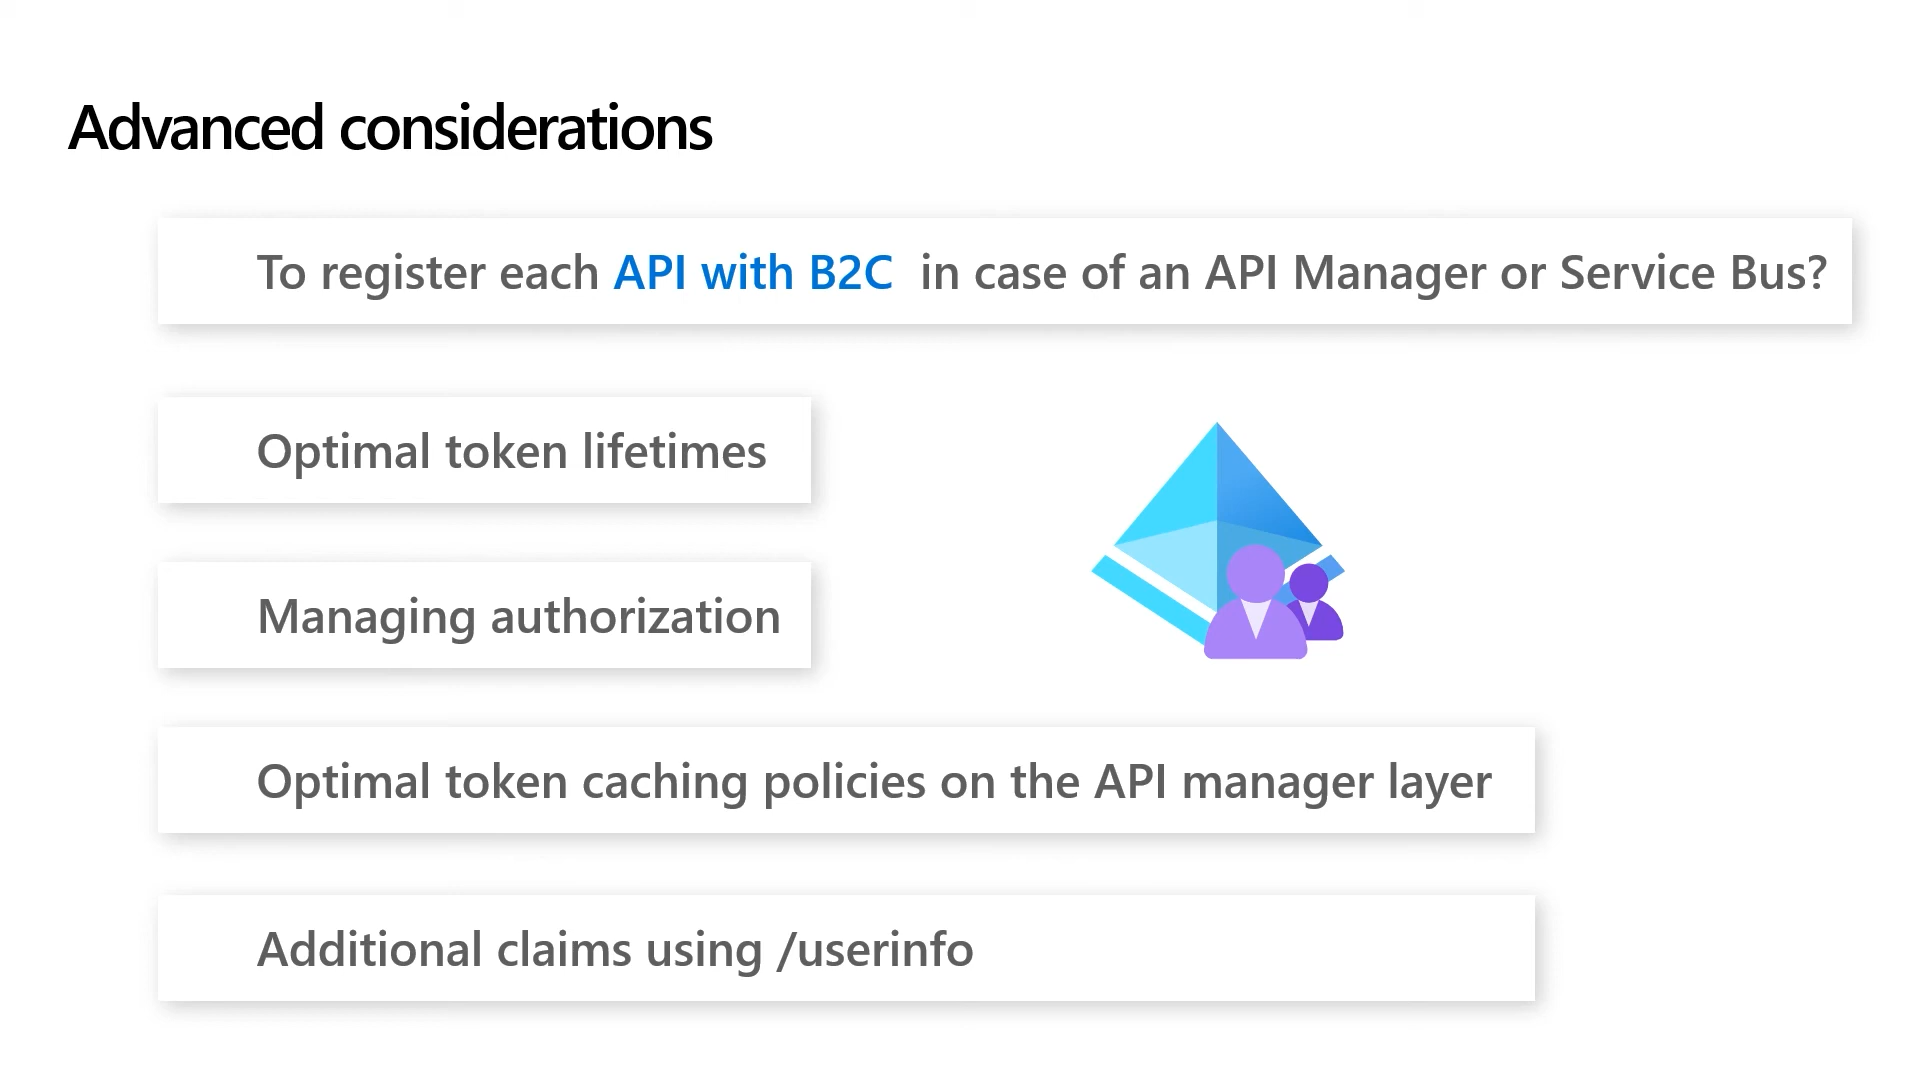 Advanced considerations
To register each API with B2C in case of an API Manager or Service Bus?
Optimal token lifetimes
Managing authorization
Optimal token caching policies on the API manager layer
Additional claims using /userinfo